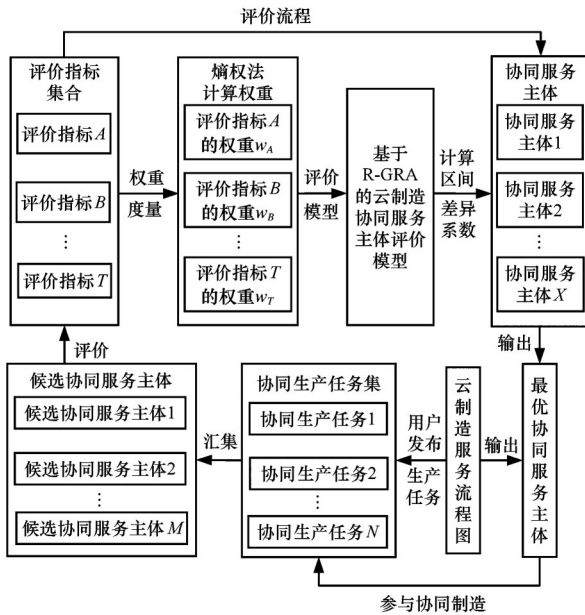 评价流程
评价指标
集合
评价指标A
评价指标B
⋮
评价指标T
权重
度量
熵权法
计算权重
评价指标A
的权重w_A
评价指标B
的权重w_B
⋮
评价指标T
的权重w_T
评价
模型
基于
R-GRA
的云制造
协同服务
主体评价
模型
计算
区间
差异
系数
协同服务
主体
协同服务
主体1
协同服务
主体2
⋮
协同服务
主体X
评价
输出
候选协同服务主体
候选协同服务主体1
候选协同服务主体2
⋮
候选协同服务主体M
汇集
协同生产任务集
协同生产任务1
协同生产任务2
⋮
协同生产任务N
用户
发布
生产
任务
云制造服务流程图
输出
最优协同服务主体
参与协同制造